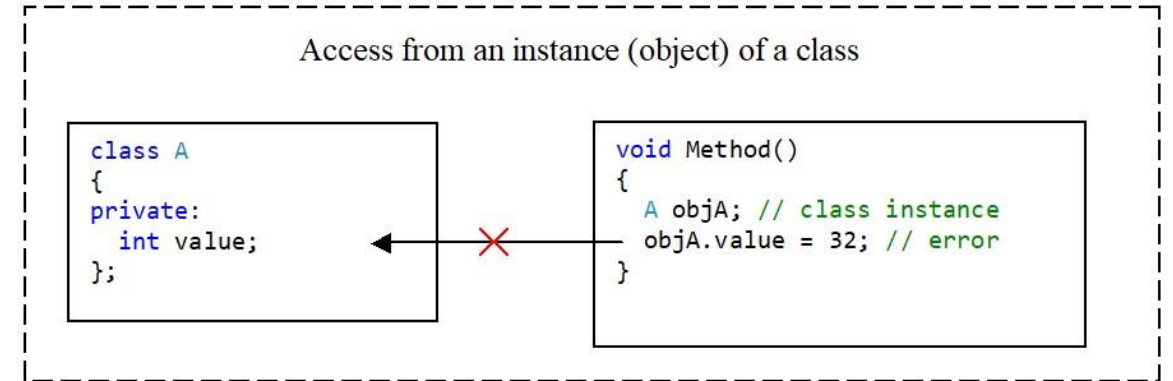 Access from an instance (object) of a class
class A
{
private:
  int value;
};
void Method()
{
  A objA; // class instance
  objA.value = 32; // error
}